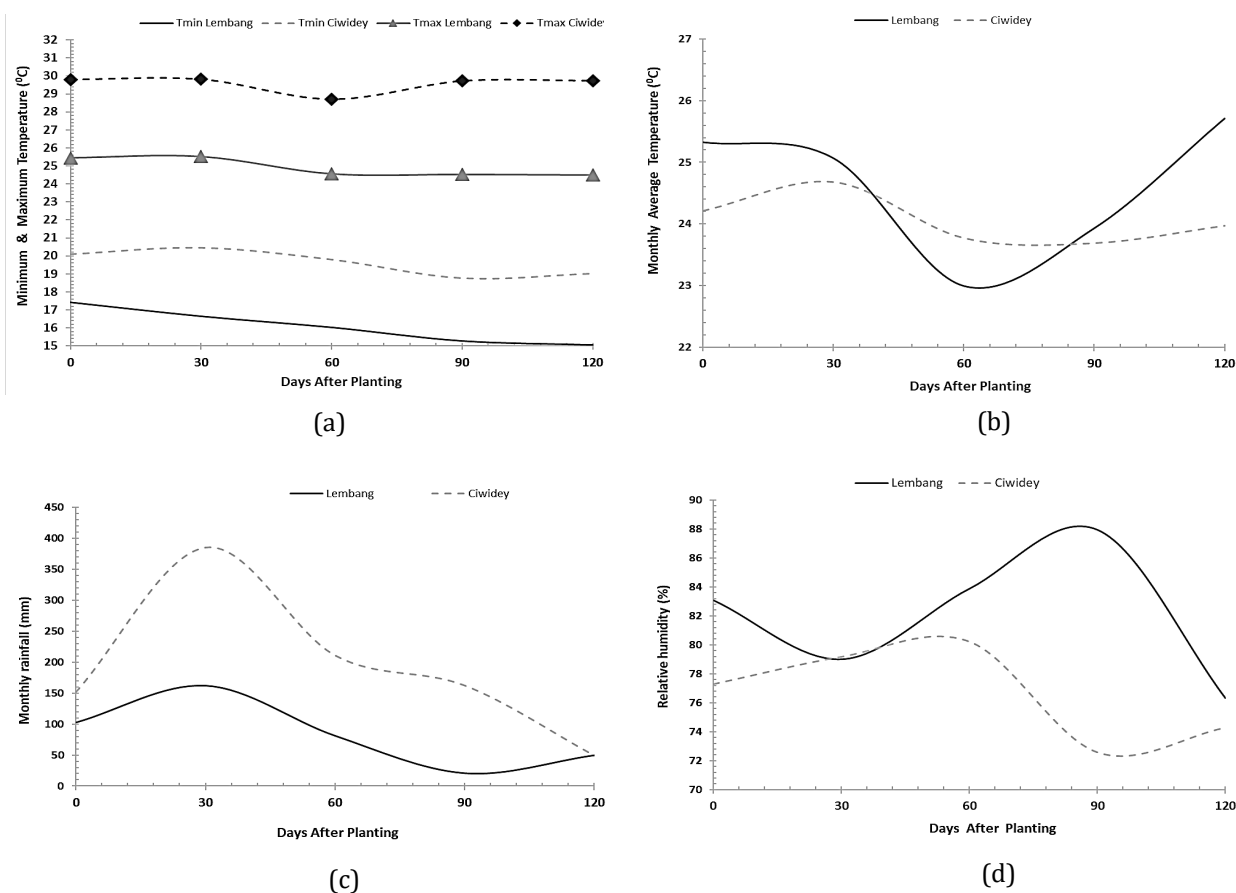 Tmin Lembang Tmin Ciwidey Tmax Lembang Tmax Ciwidey
Minimum & Maximum Temperature (⁰C)
32
31
30
29
28
27
26
25
24
23
22
21
20
19
18
17
16
15
0 30 60 90 120
Days After Planting
(a)
Lembang Ciwidey
Monthly Average Temperature (⁰C)
27
26
25
24
23
22
0 30 60 90 120
Days After Planting
(b)
Lembang Ciwidey
Monthly rainfall (mm)
450
400
350
300
250
200
150
100
50
0
0 30 60 90 120
Days After Planting
(c)
Lembang Ciwidey
Relative humidity (%)
90
88
86
84
82
80
78
76
74
72
70
0 30 60 90 120
Days After Planting
(d)